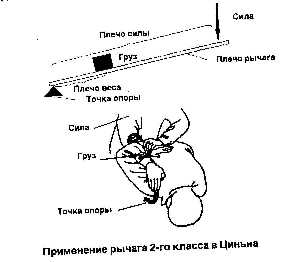 Сила
Плечо силы
Груз
Плечо рычага
Плечо веса
Точка опоры
Сила
Груз
Точка опоры
Применение рычага 2-го класса в Циньна